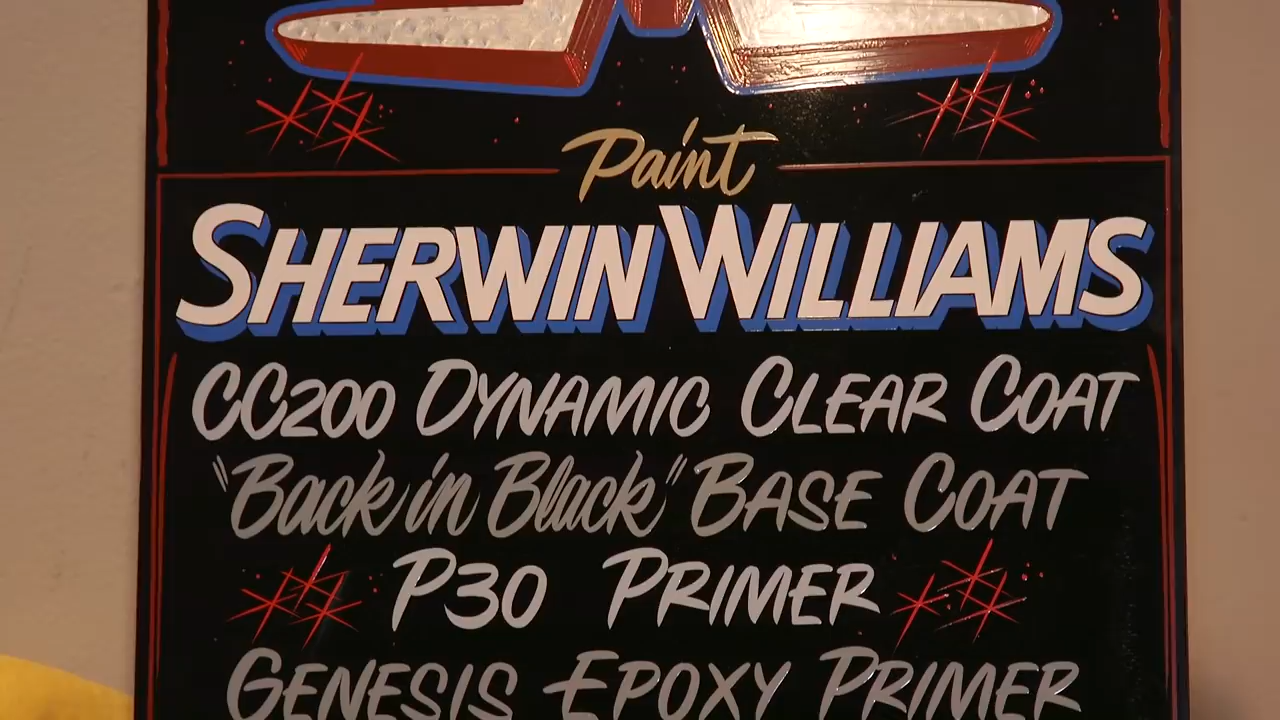 Paint
SHERWIN WILLIAMS
CC200 DYNAMIC CLEAR COAT
"Back in Black" BASE COAT
P30 PRIMER
GENESIS EPOXY PRIMER